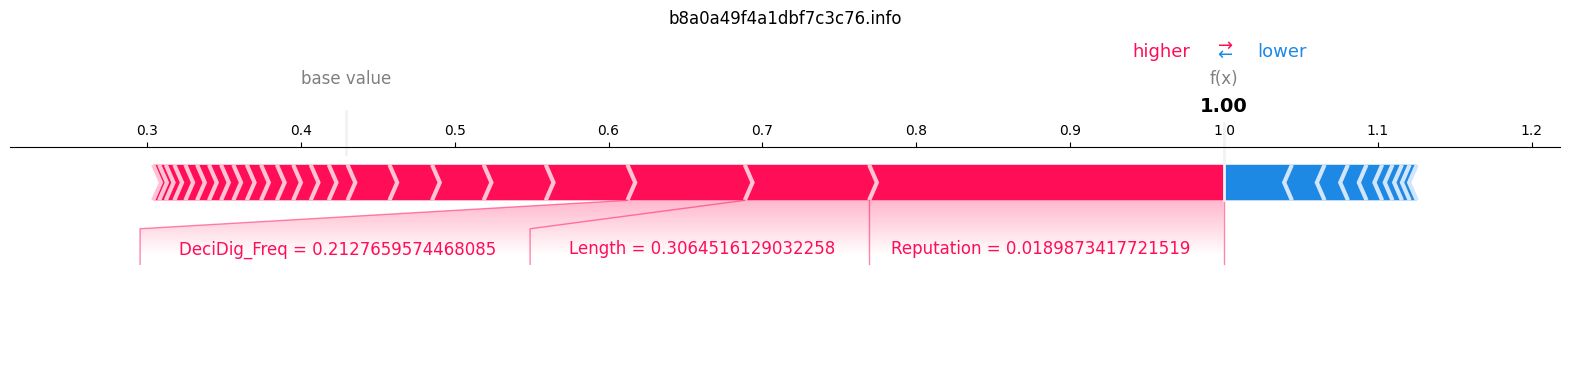 b8a0a49f4a1dbf7c3c76.info
higher ⇄ lower
base value f(x)
1.00
0.3 0.4 0.5 0.6 0.7 0.8 0.9 1.0 1.1 1.2
DeciDig_Freq = 0.2127659574468085 Length = 0.3064516129032258 Reputation = 0.0189873417721519